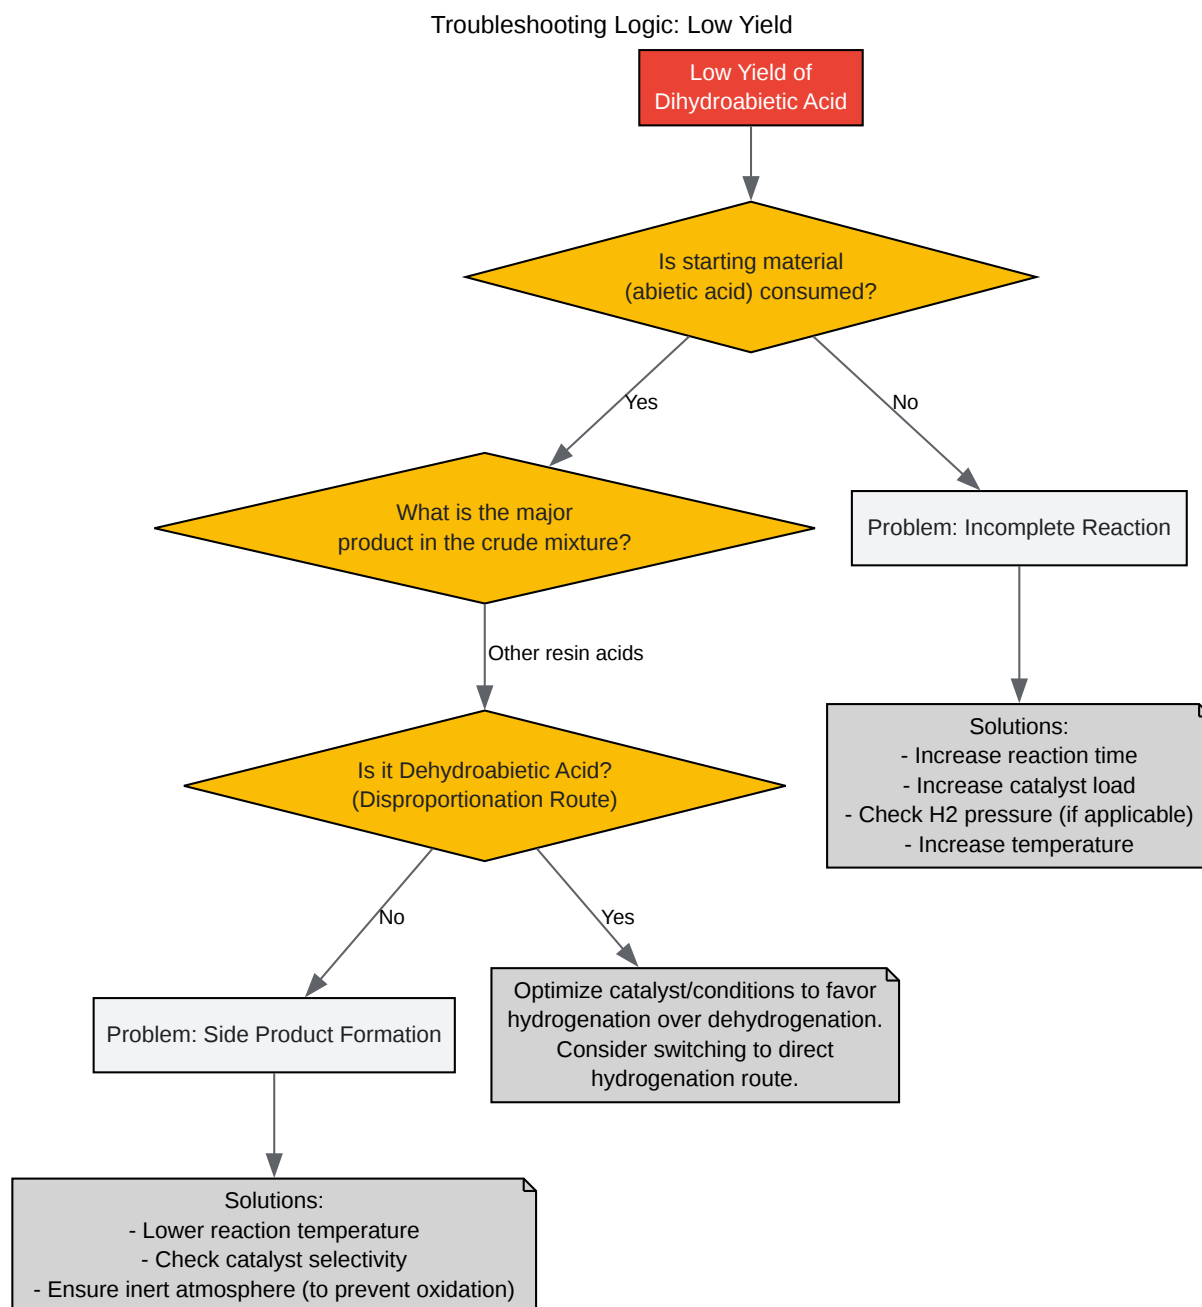 Troubleshooting Logic: Low Yield
Low Yield of
Dihydroabietic Acid
Is starting material
(abietic acid) consumed?
Yes
No
What is the major
product in the crude mixture?
Problem: Incomplete Reaction
Other resin acids
Solutions:
- Increase reaction time
- Increase catalyst load
- Check H2 pressure (if applicable)
- Increase temperature
Is it Dehydroabietic Acid?
(Disproportionation Route)
No
Yes
Problem: Side Product Formation
Optimize catalyst/conditions to favor
hydrogenation over dehydrogenation.
Consider switching to direct
hydrogenation route.
Solutions:
- Lower reaction temperature
- Check catalyst selectivity
- Ensure inert atmosphere (to prevent oxidation)